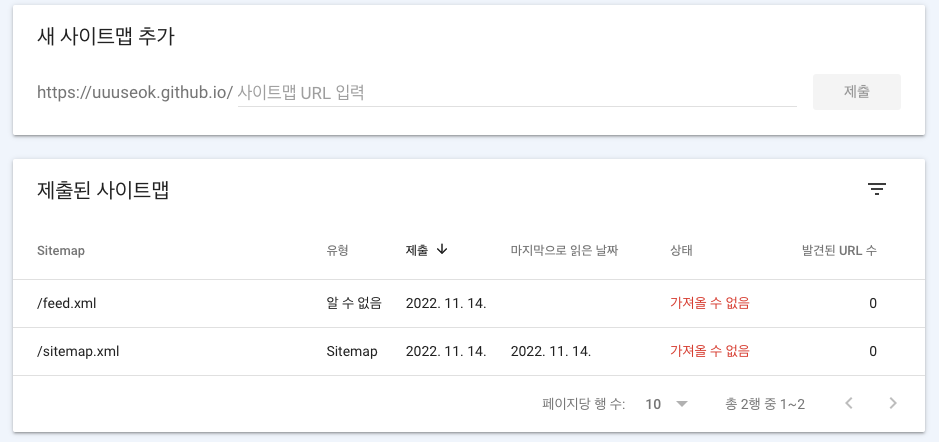 새 사이트맵 추가
https://uuuseok.github.io/ 사이트맵 URL 입력 제출
제출된 사이트맵
Sitemap 유형 제출 마지막으로 읽은 날짜 상태 발견된 URL 수
/feed.xml 알 수 없음 2022. 11. 14. 가져올 수 없음 0
/sitemap.xml Sitemap 2022. 11. 14. 2022. 11. 14. 가져올 수 없음 0
페이지당 행 수: 10 총 2행 중 1~2